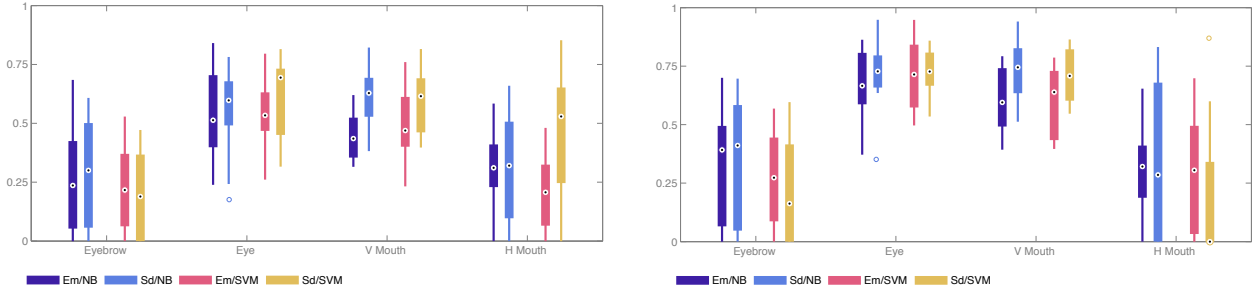 1
0.75
0.5
0.25
0
Eyebrow Eye V Mouth H Mouth
Em/NB Sd/NB Em/SVM Sd/SVM
1
0.75
0.5
0.25
0
Eyebrow Eye V Mouth H Mouth
Em/NB Sd/NB Em/SVM Sd/SVM